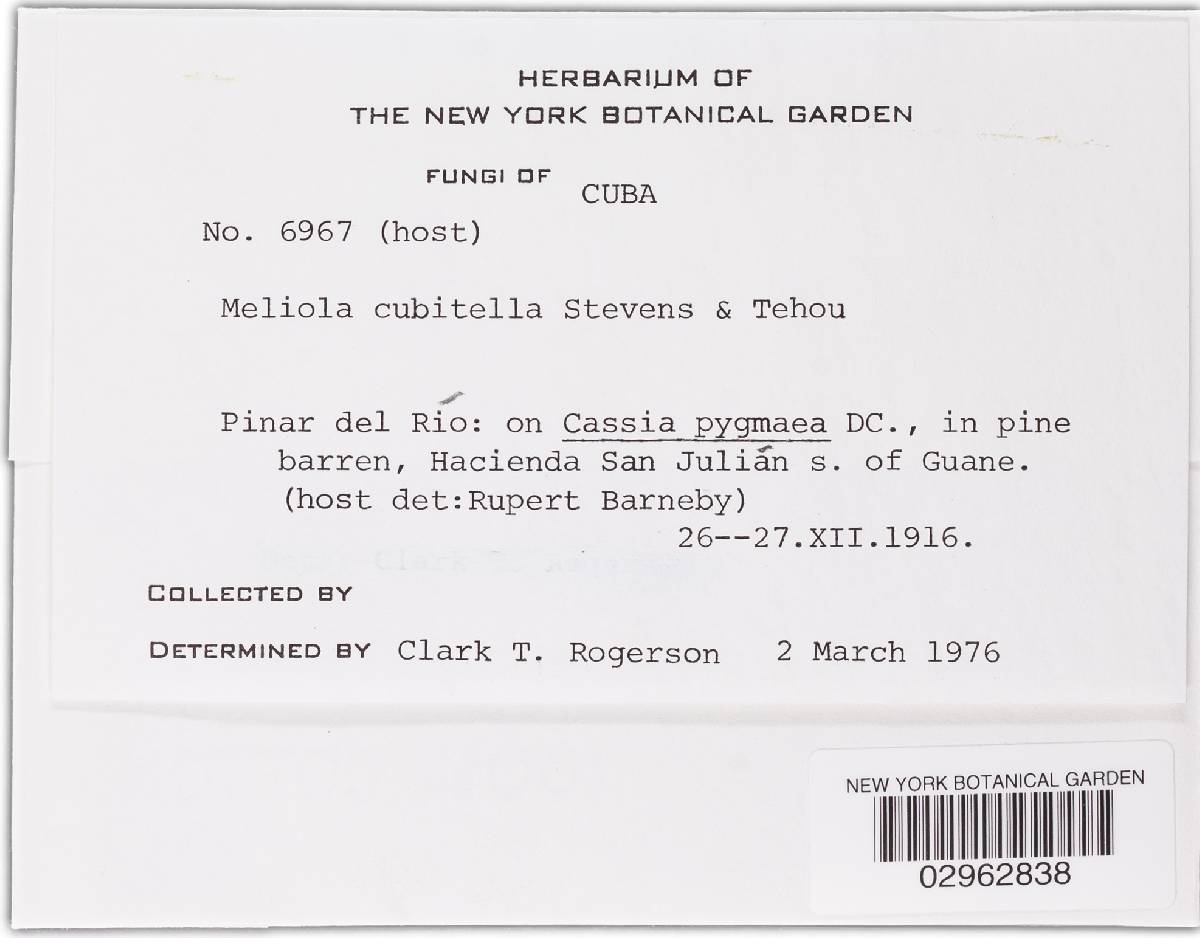 HERBARIUM OF
THE NEW YORK BOTANICAL GARDEN
FUNGI OF CUBA
No. 6967 (host)
Meliola cubitella Stevens & Tehou
Pinar del Río: on Cassia pygmaea DC., in pine
barren, Hacienda San Julián s. of Guane.
(host det:Rupert Barneby)
26--27.XII.1916.
COLLECTED BY
DETERMINED BY Clark T. Rogerson 2 March 1976
NEW YORK BOTANICAL GARDEN
02962838